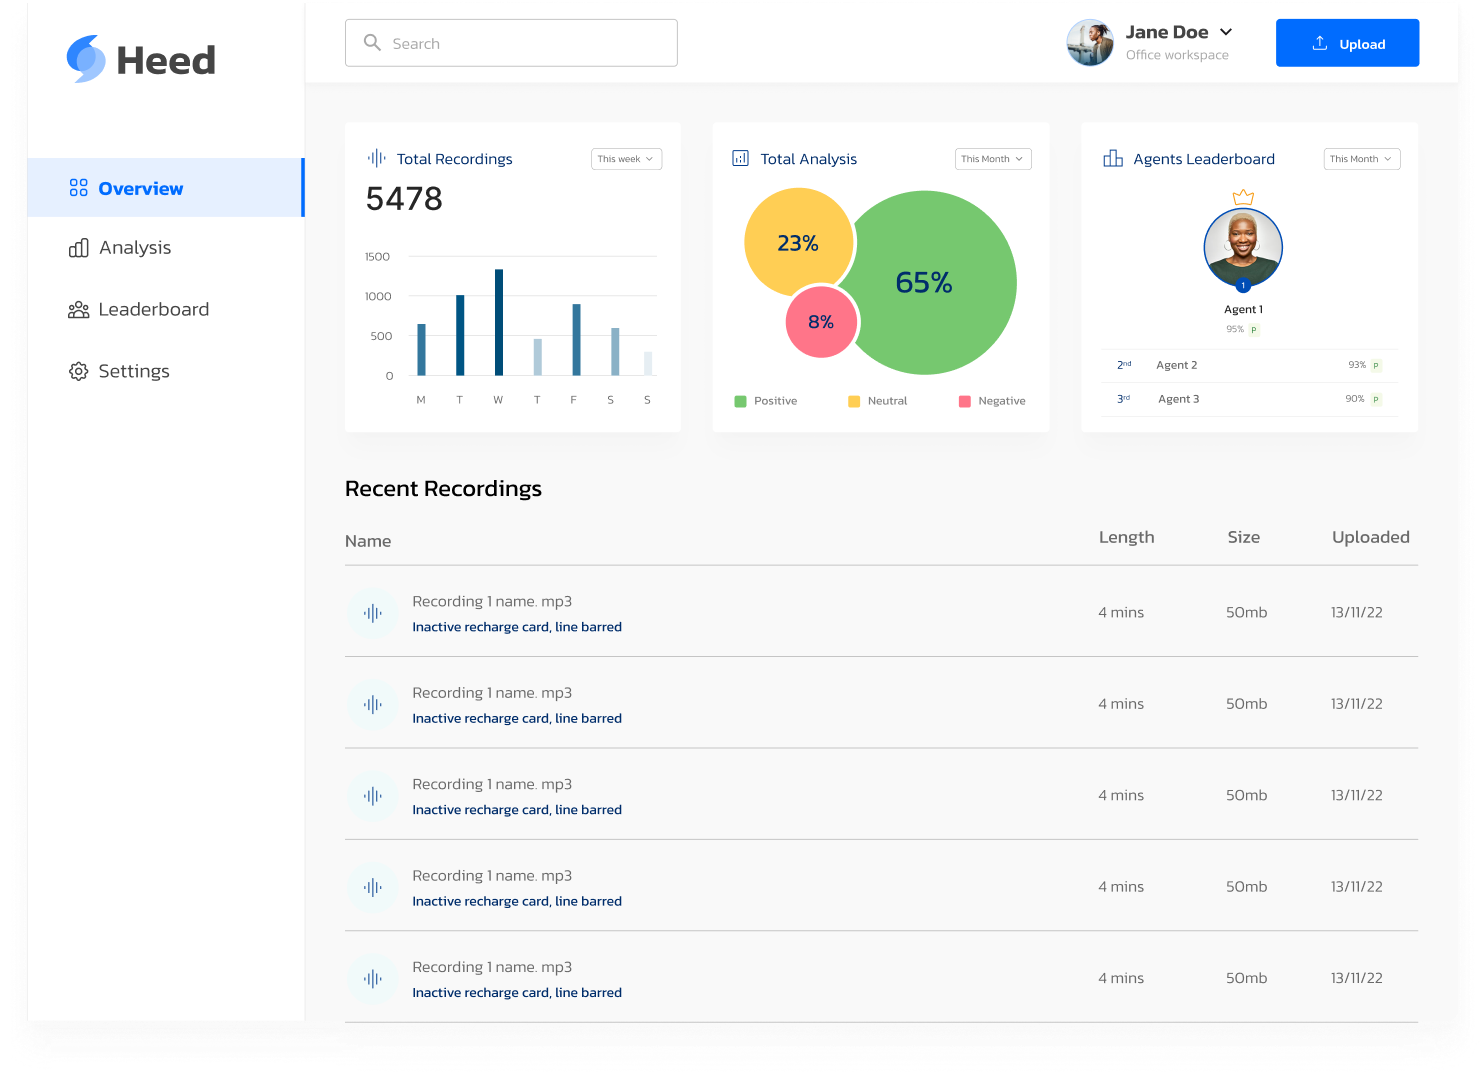 Heed
Search
Jane Doe
Office workspace
Upload
Overview
Analysis
Leaderboard
Settings
Total Recordings
This week
5478
1500
1000
500
0
M T W T F S S
Total Analysis
This Month
23%
65%
8%
Positive Neutral Negative
Agents Leaderboard
This Month
1
Agent 1
95% P
2nd Agent 2 93% P
3rd Agent 3 90% P
Recent Recordings
Name Length Size Uploaded
Recording 1 name. mp3
Inactive recharge card, line barred
4 mins 50mb 13/11/22
Recording 1 name. mp3
Inactive recharge card, line barred
4 mins 50mb 13/11/22
Recording 1 name. mp3
Inactive recharge card, line barred
4 mins 50mb 13/11/22
Recording 1 name. mp3
Inactive recharge card, line barred
4 mins 50mb 13/11/22
Recording 1 name. mp3
Inactive recharge card, line barred
4 mins 50mb 13/11/22